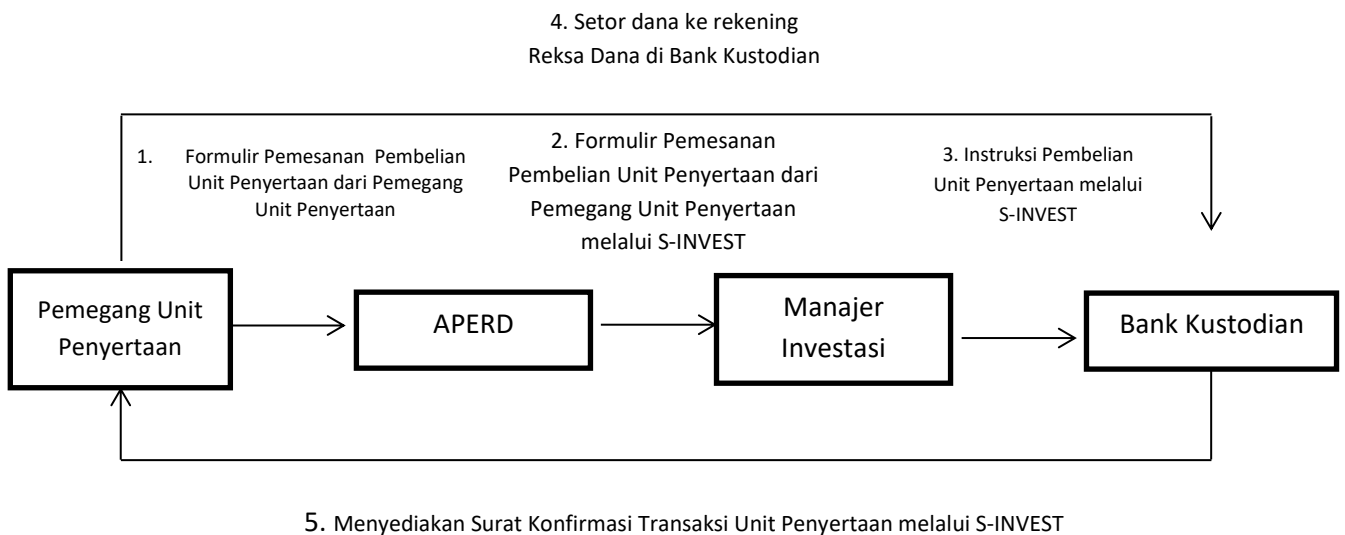 4. Setor dana ke rekening
Reksa Dana di Bank Kustodian
1. Formulir Pemesanan Pembelian
Unit Penyertaan dari Pemegang
Unit Penyertaan
2. Formulir Pemesanan
Pembelian Unit Penyertaan dari
Pemegang Unit Penyertaan
melalui S-INVEST
3. Instruksi Pembelian
Unit Penyertaan melalui
S-INVEST
Pemegang Unit
Penyertaan
APERD
Manajer
Investasi
Bank Kustodian
5. Menyediakan Surat Konfirmasi Transaksi Unit Penyertaan melalui S-INVEST